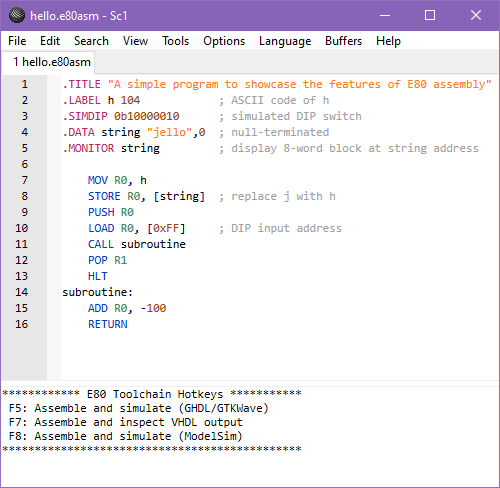 hello.e80asm - Sc1
File Edit Search View Tools Options Language Buffers Help
1 hello.e80asm
1 .TITLE "A simple program to showcase the features of E80 assembly"
2 .LABEL h 104 ; ASCII code of h
3 .SIMDIP 0b10000010 ; simulated DIP switch
4 .DATA string "jello",0 ; null-terminated
5 .MONITOR string ; display 8-word block at string address
6
7 MOV R0, h
8 STORE R0, [string] ; replace j with h
9 PUSH R0
10 LOAD R0, [0xFF] ; DIP input address
11 CALL subroutine
12 POP R1
13 HLT
14 subroutine:
15 ADD R0, -100
16 RETURN
************ E80 Toolchain Hotkeys ***********
F5: Assemble and simulate (GHDL/GTKWave)
F7: Assemble and inspect VHDL output
F8: Assemble and simulate (ModelSim)
**********************************************